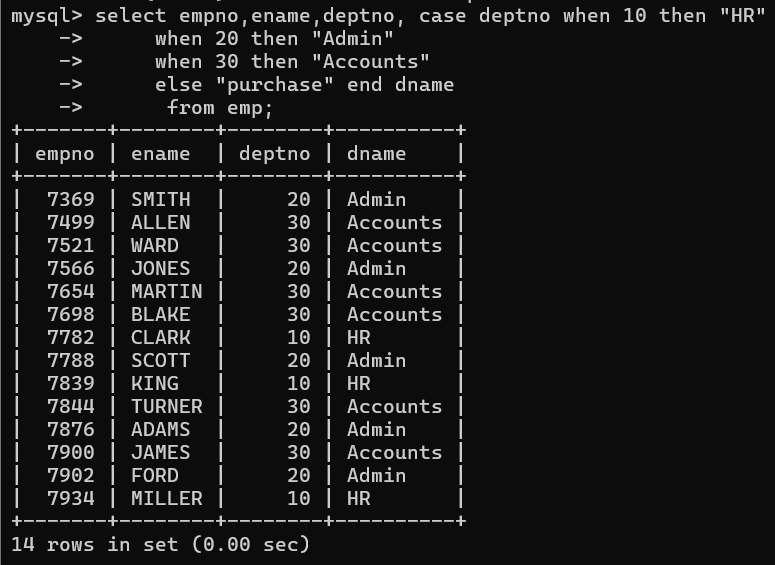 mysql> select empno,ename,deptno, case deptno when 10 then "HR"
    ->      when 20 then "Admin"
    ->      when 30 then "Accounts"
    ->      else "purchase" end dname
    ->       from emp;
+-------+--------+--------+----------+
| empno | ename  | deptno | dname    |
+-------+--------+--------+----------+
|  7369 | SMITH  |     20 | Admin    |
|  7499 | ALLEN  |     30 | Accounts |
|  7521 | WARD   |     30 | Accounts |
|  7566 | JONES  |     20 | Admin    |
|  7654 | MARTIN |     30 | Accounts |
|  7698 | BLAKE  |     30 | Accounts |
|  7782 | CLARK  |     10 | HR       |
|  7788 | SCOTT  |     20 | Admin    |
|  7839 | KING   |     10 | HR       |
|  7844 | TURNER |     30 | Accounts |
|  7876 | ADAMS  |     20 | Admin    |
|  7900 | JAMES  |     30 | Accounts |
|  7902 | FORD   |     20 | Admin    |
|  7934 | MILLER |     10 | HR       |
+-------+--------+--------+----------+
14 rows in set (0.00 sec)